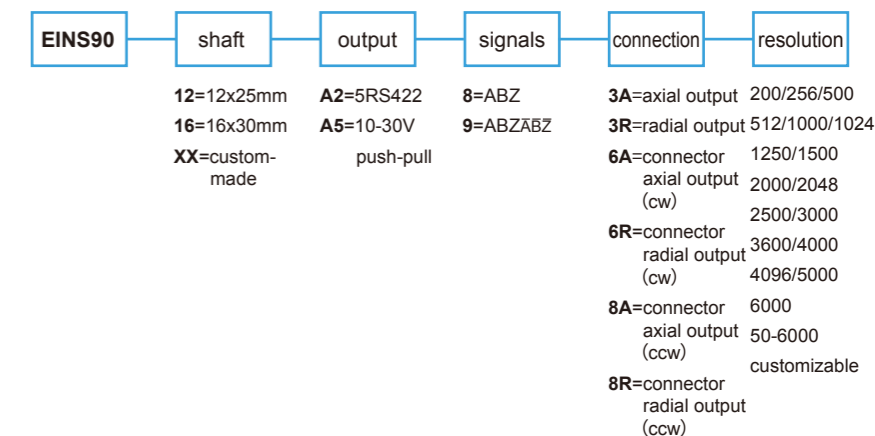 EINS90
shaft
output
signals
connection
resolution
12=12x25mm
16=16x30mm
XX=custom-
made
A2=5RS422
A5=10-30V
push-pull
8=ABZ
9=ABZA̅B̅Z̅
3A=axial output
3R=radial output
6A=connector
axial output
（cw）
6R=connector
radial output
（cw）
8A=connector
axial output
（ccw）
8R=connector
radial output
（ccw）
200/256/500
512/1000/1024
1250/1500
2000/2048
2500/3000
3600/4000
4096/5000
6000
50-6000
customizable